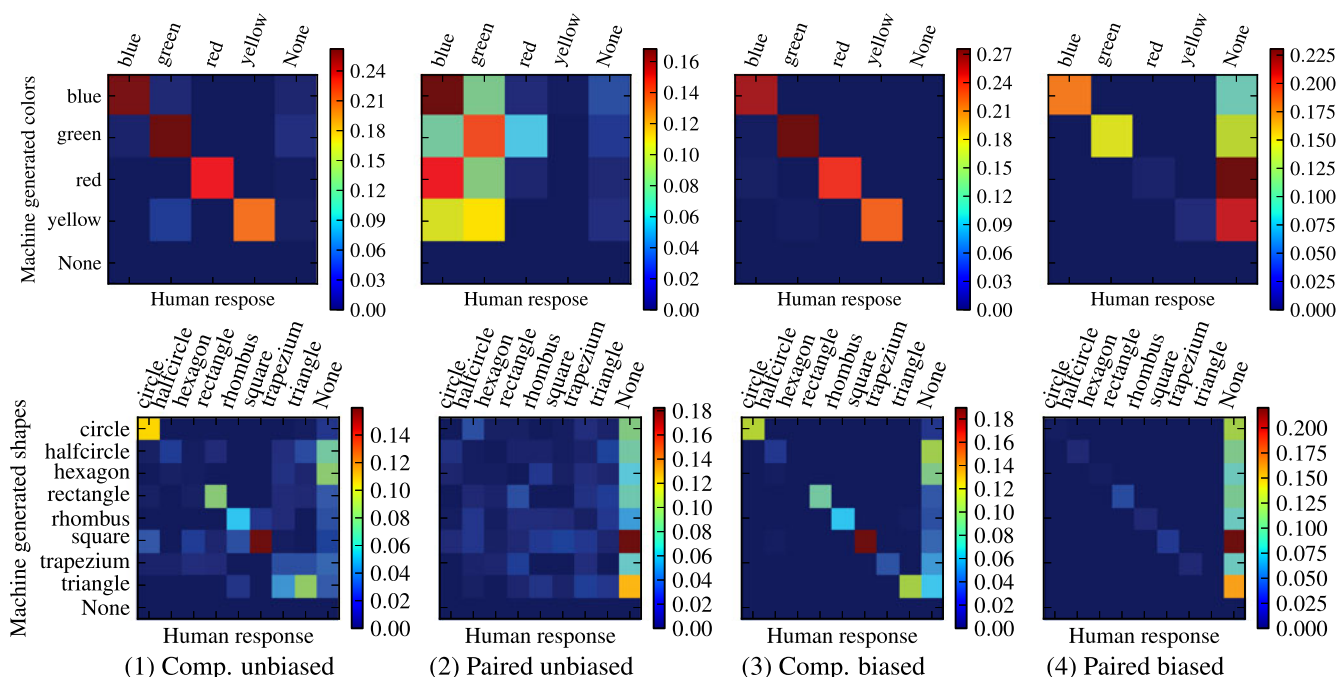 blue green red yellow None
blue green red yellow None
blue green red yellow None
blue green red yellow None
Machine generated colors
blue
green
red
yellow
None
0.24
0.21
0.18
0.15
0.12
0.09
0.06
0.03
0.00
0.16
0.14
0.12
0.10
0.08
0.06
0.04
0.02
0.00
0.27
0.24
0.21
0.18
0.15
0.12
0.09
0.06
0.03
0.00
0.225
0.200
0.175
0.150
0.125
0.100
0.075
0.050
0.025
0.000
Human respose
Human respose
Human respose
Human respose
circle halfcircle hexagon rectangle rhombus square trapezium triangle None
circle halfcircle hexagon rectangle rhombus square trapezium triangle None
circle halfcircle hexagon rectangle rhombus square trapezium triangle None
circle halfcircle hexagon rectangle rhombus square trapezium triangle None
Machine generated shapes
circle
halfcircle
hexagon
rectangle
rhombus
square
trapezium
triangle
None
0.14
0.12
0.10
0.08
0.06
0.04
0.02
0.00
0.18
0.16
0.14
0.12
0.10
0.08
0.06
0.04
0.02
0.00
0.18
0.16
0.14
0.12
0.10
0.08
0.06
0.04
0.02
0.00
0.200
0.175
0.150
0.125
0.100
0.075
0.050
0.025
0.000
Human response
Human response
Human response
Human response
(1) Comp. unbiased
(2) Paired unbiased
(3) Comp. biased
(4) Paired biased